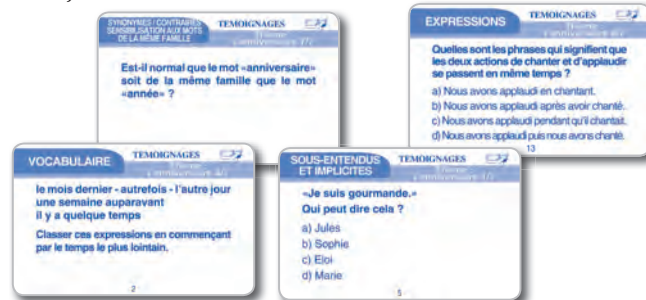 SYNONYMES / CONTRAIRES
SENSIBILISATION AUX MOTS
DE LA MÊME FAMILLE
TEMOIGNAGES
Est-il normal que le mot «anniversaire»
soit de la même famille que le mot
«année» ?
EXPRESSIONS
TEMOIGNAGES
Quelles sont les phrases qui signifient que
les deux actions de chanter et d'applaudir
se passent en même temps ?
a) Nous avons applaudi en chantant.
b) Nous avons applaudi après avoir chanté.
c) Nous avons applaudi pendant qu'il chantait.
d) Nous avons applaudi puis nous avons chanté.
13
VOCABULAIRE
TEMOIGNAGES
le mois dernier - autrefois - l'autre jour
une semaine auparavant
il y a quelque temps
Classer ces expressions en commençant
par le temps le plus lointain.
2
SOUS-ENTENDUS
ET IMPLICITES
TEMOIGNAGES
«Je suis gourmande.»
Qui peut dire cela ?
a) Jules
b) Sophie
c) Eloi
d) Marie
5